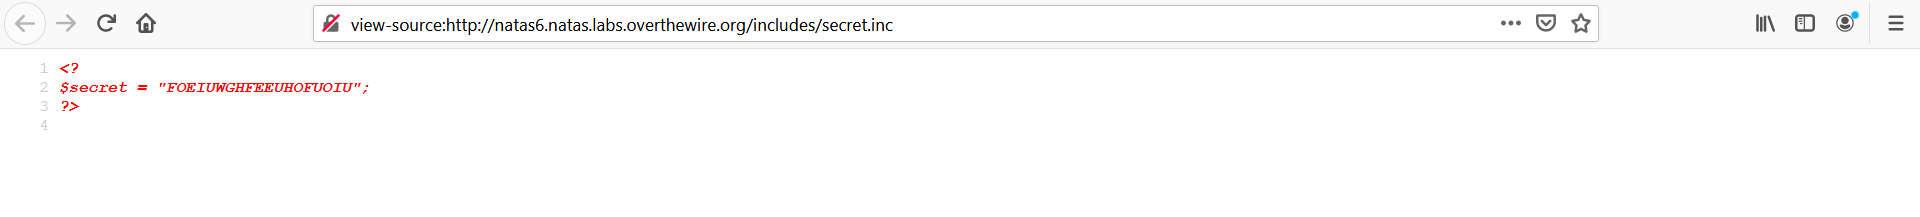 view-source:http://natas6.natas.labs.overthewire.org/includes/secret.inc
1 <?
2 $secret = "FOEIUWGHFEEUHOFUOIU";
3 ?>
4